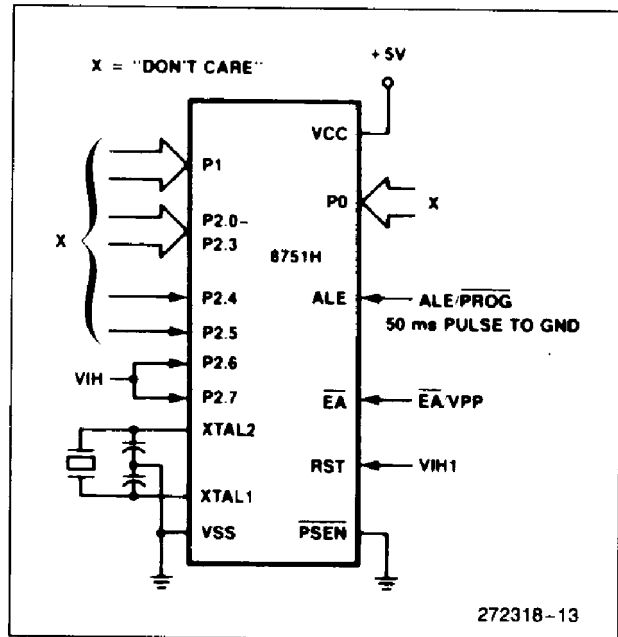 X = "DON'T CARE"
+ 5V
VCC
P1
P0
X
P2.0–
P2.3
X
8751H
P2.4
ALE
ALE/PROG
50 ms PULSE TO GND
P2.5
P2.6
VIH
P2.7
EA
EA/VPP
XTAL2
RST
VIH1
XTAL1
VSS
PSEN
272318–13